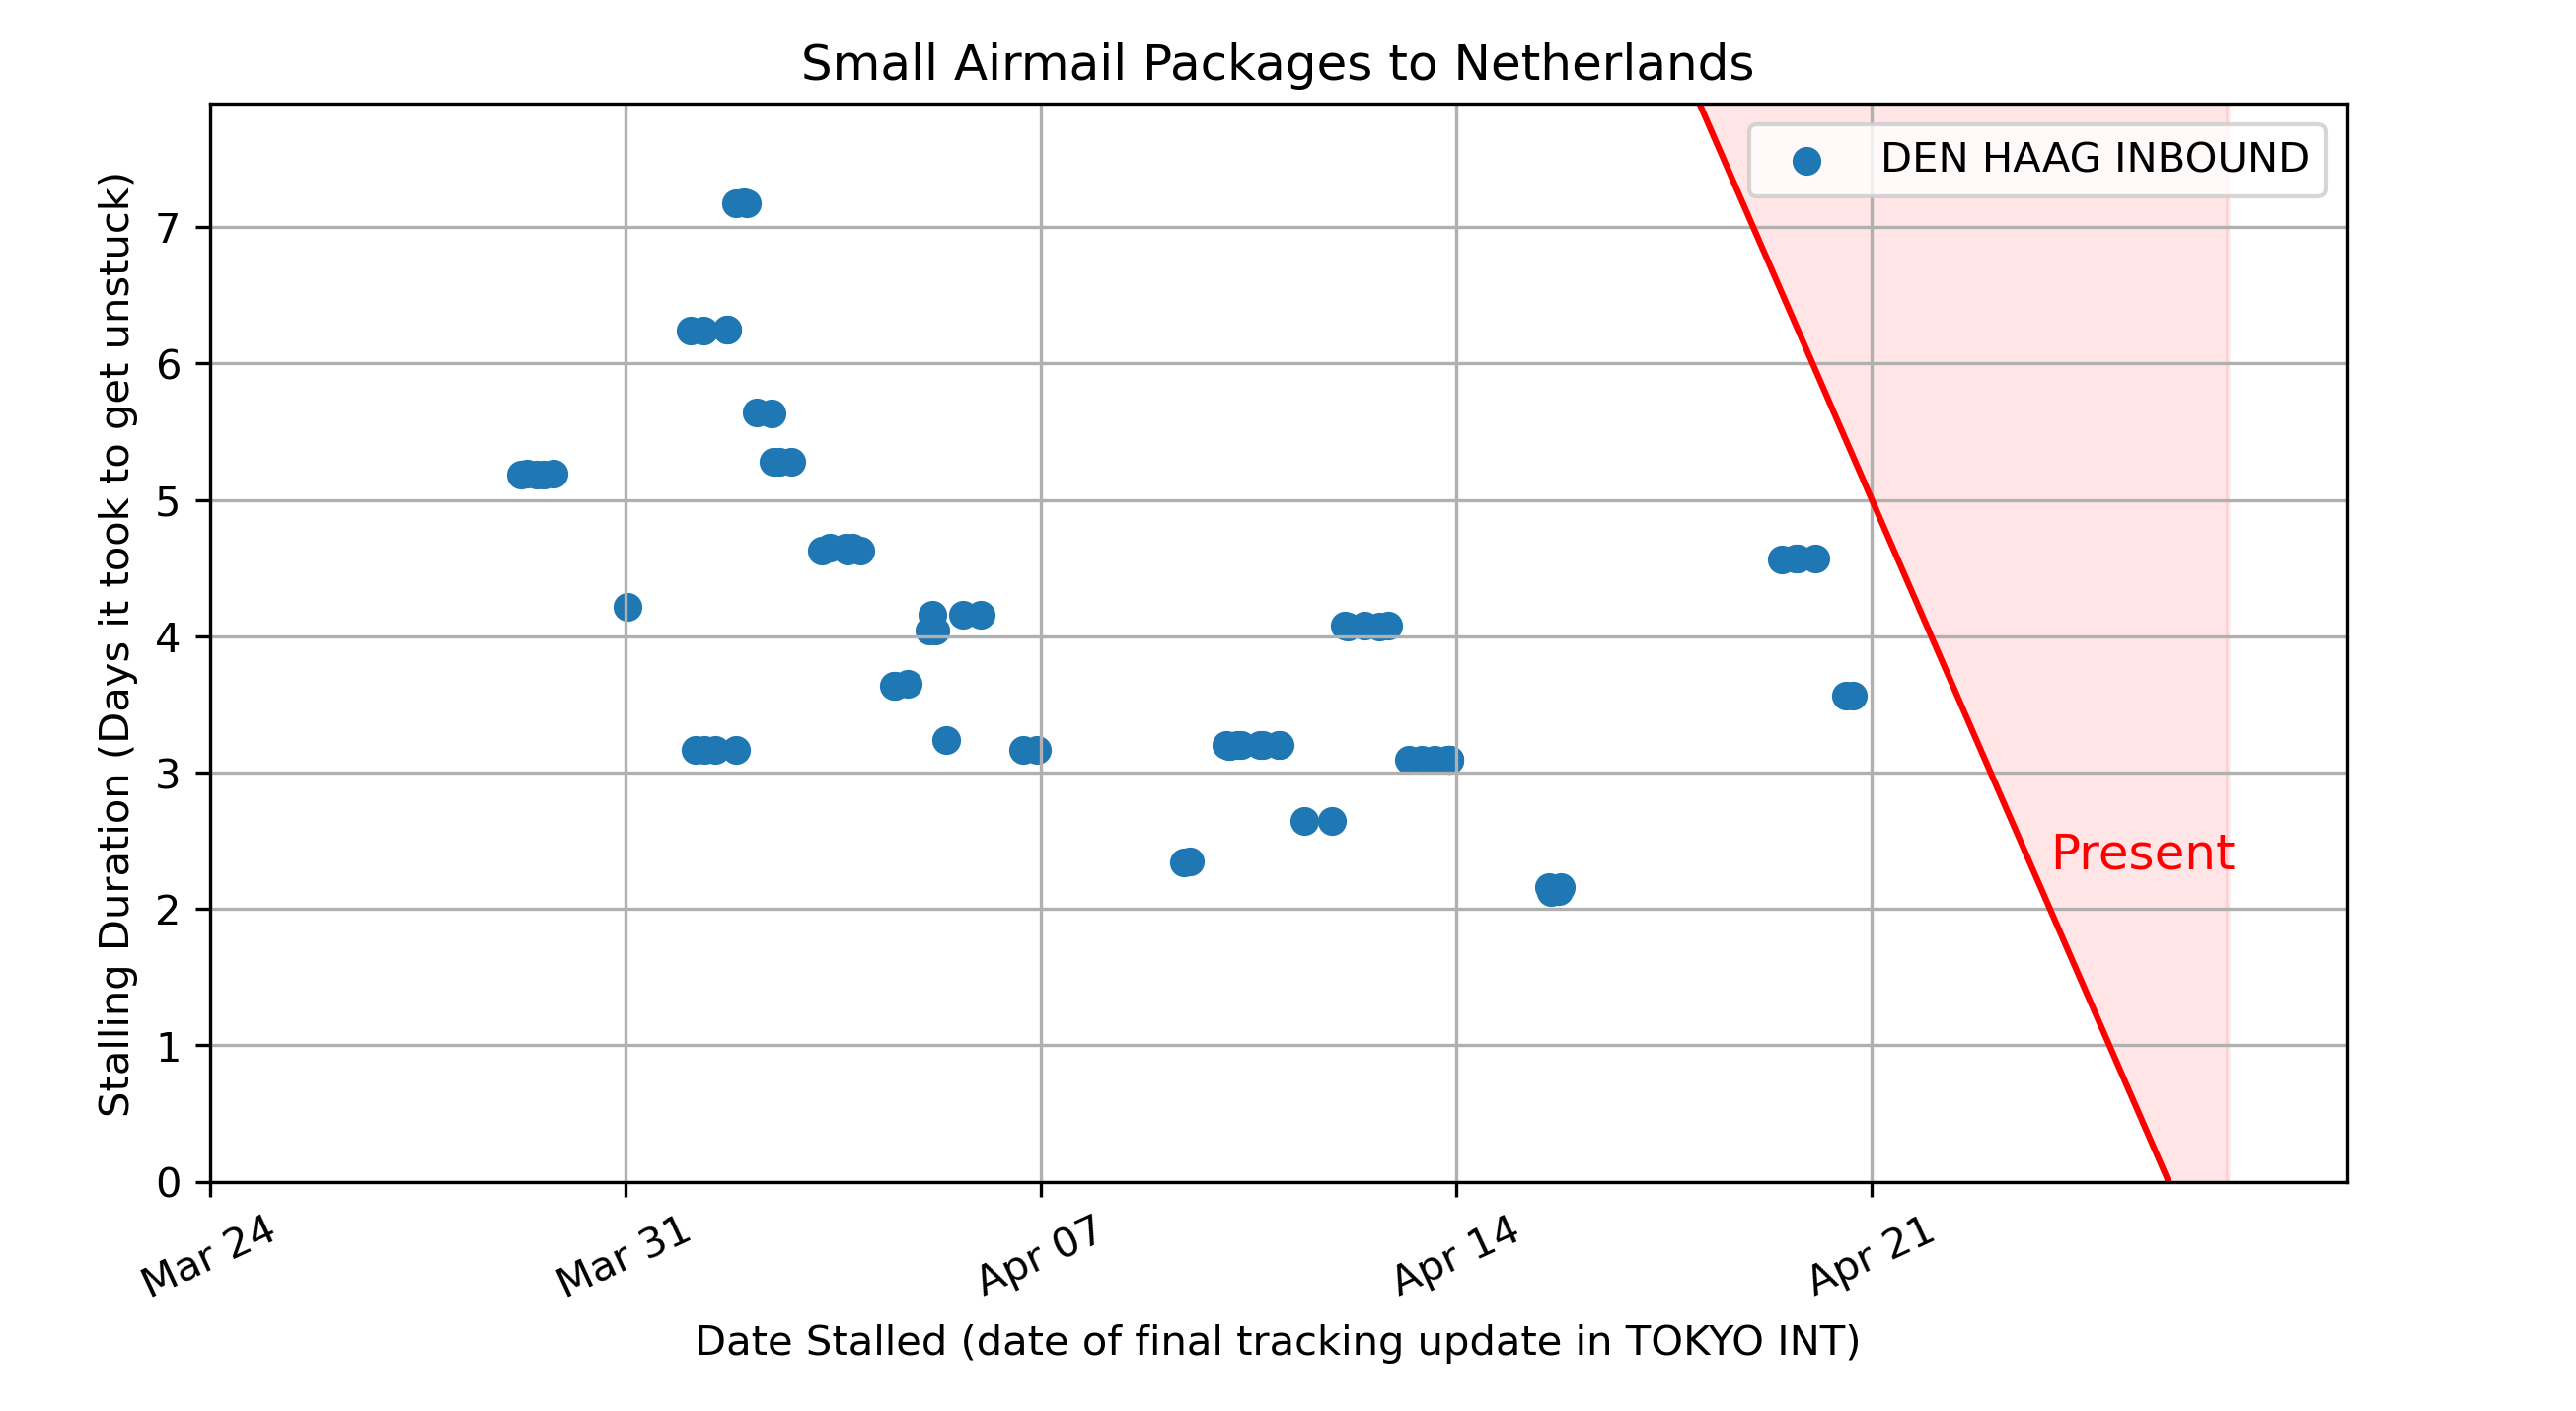 Small Airmail Packages to Netherlands
DEN HAAG INBOUND
Stalling Duration (Days it took to get unstuck)
7
6
5
4
3
2
1
0
Present
Mar 24
Mar 31
Apr 07
Apr 14
Apr 21
Date Stalled (date of final tracking update in TOKYO INT)